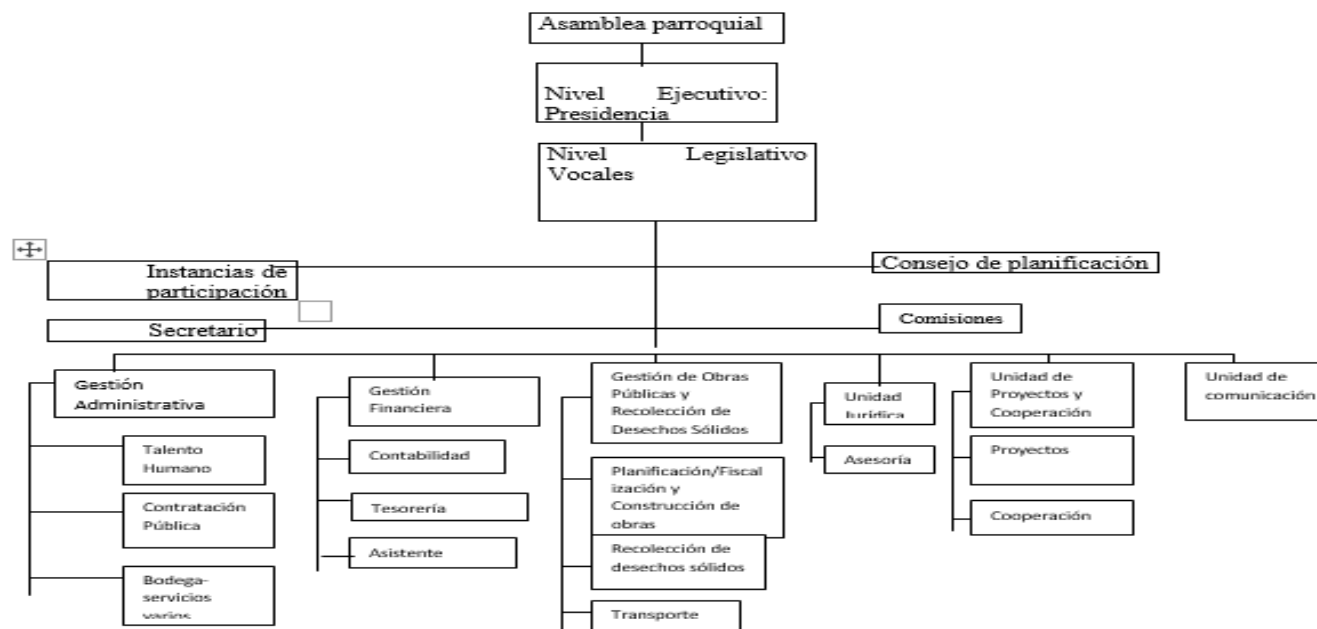 Asamblea parroquial
Nivel Ejecutivo:
Presidencia
Nivel Legislativo
Vocales
Instancias de
participación
Consejo de planificación
Secretario
Comisiones
Gestión
Administrativa
Talento
Humano
Contratación
Pública
Bodega-
servicios
varios
Gestión
Financiera
Contabilidad
Tesorería
Asistente
Gestión de Obras
Públicas y
Recolección de
Desechos Sólidos
Planificación/Fiscal
ización y
Construcción de
obras
Recolección de
desechos sólidos
Transporte
Unidad
Jurídica
Asesoría
Unidad de
Proyectos y
Cooperación
Proyectos
Cooperación
Unidad de
comunicación